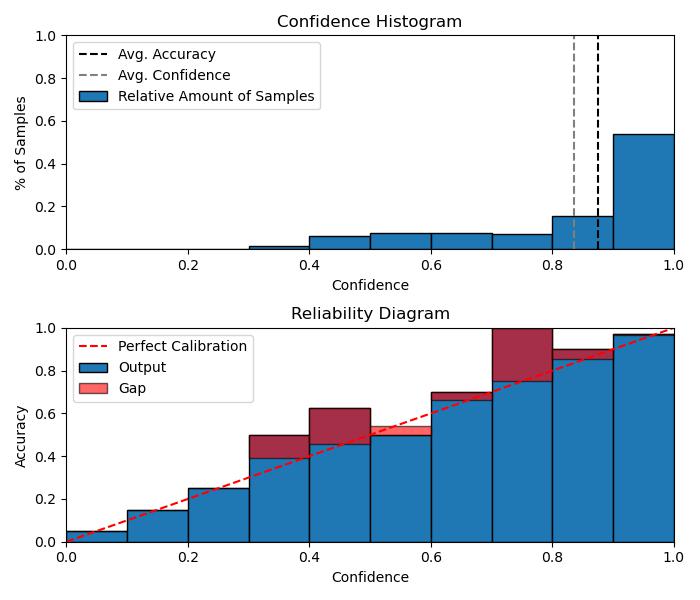 Confidence Histogram
1.0
0.8
0.6
0.4
0.2
0.0
% of Samples
Avg. Accuracy
Avg. Confidence
Relative Amount of Samples
0.0 0.2 0.4 0.6 0.8 1.0
Confidence
Reliability Diagram
1.0
0.8
0.6
0.4
0.2
0.0
Accuracy
Perfect Calibration
Output
Gap
0.0 0.2 0.4 0.6 0.8 1.0
Confidence